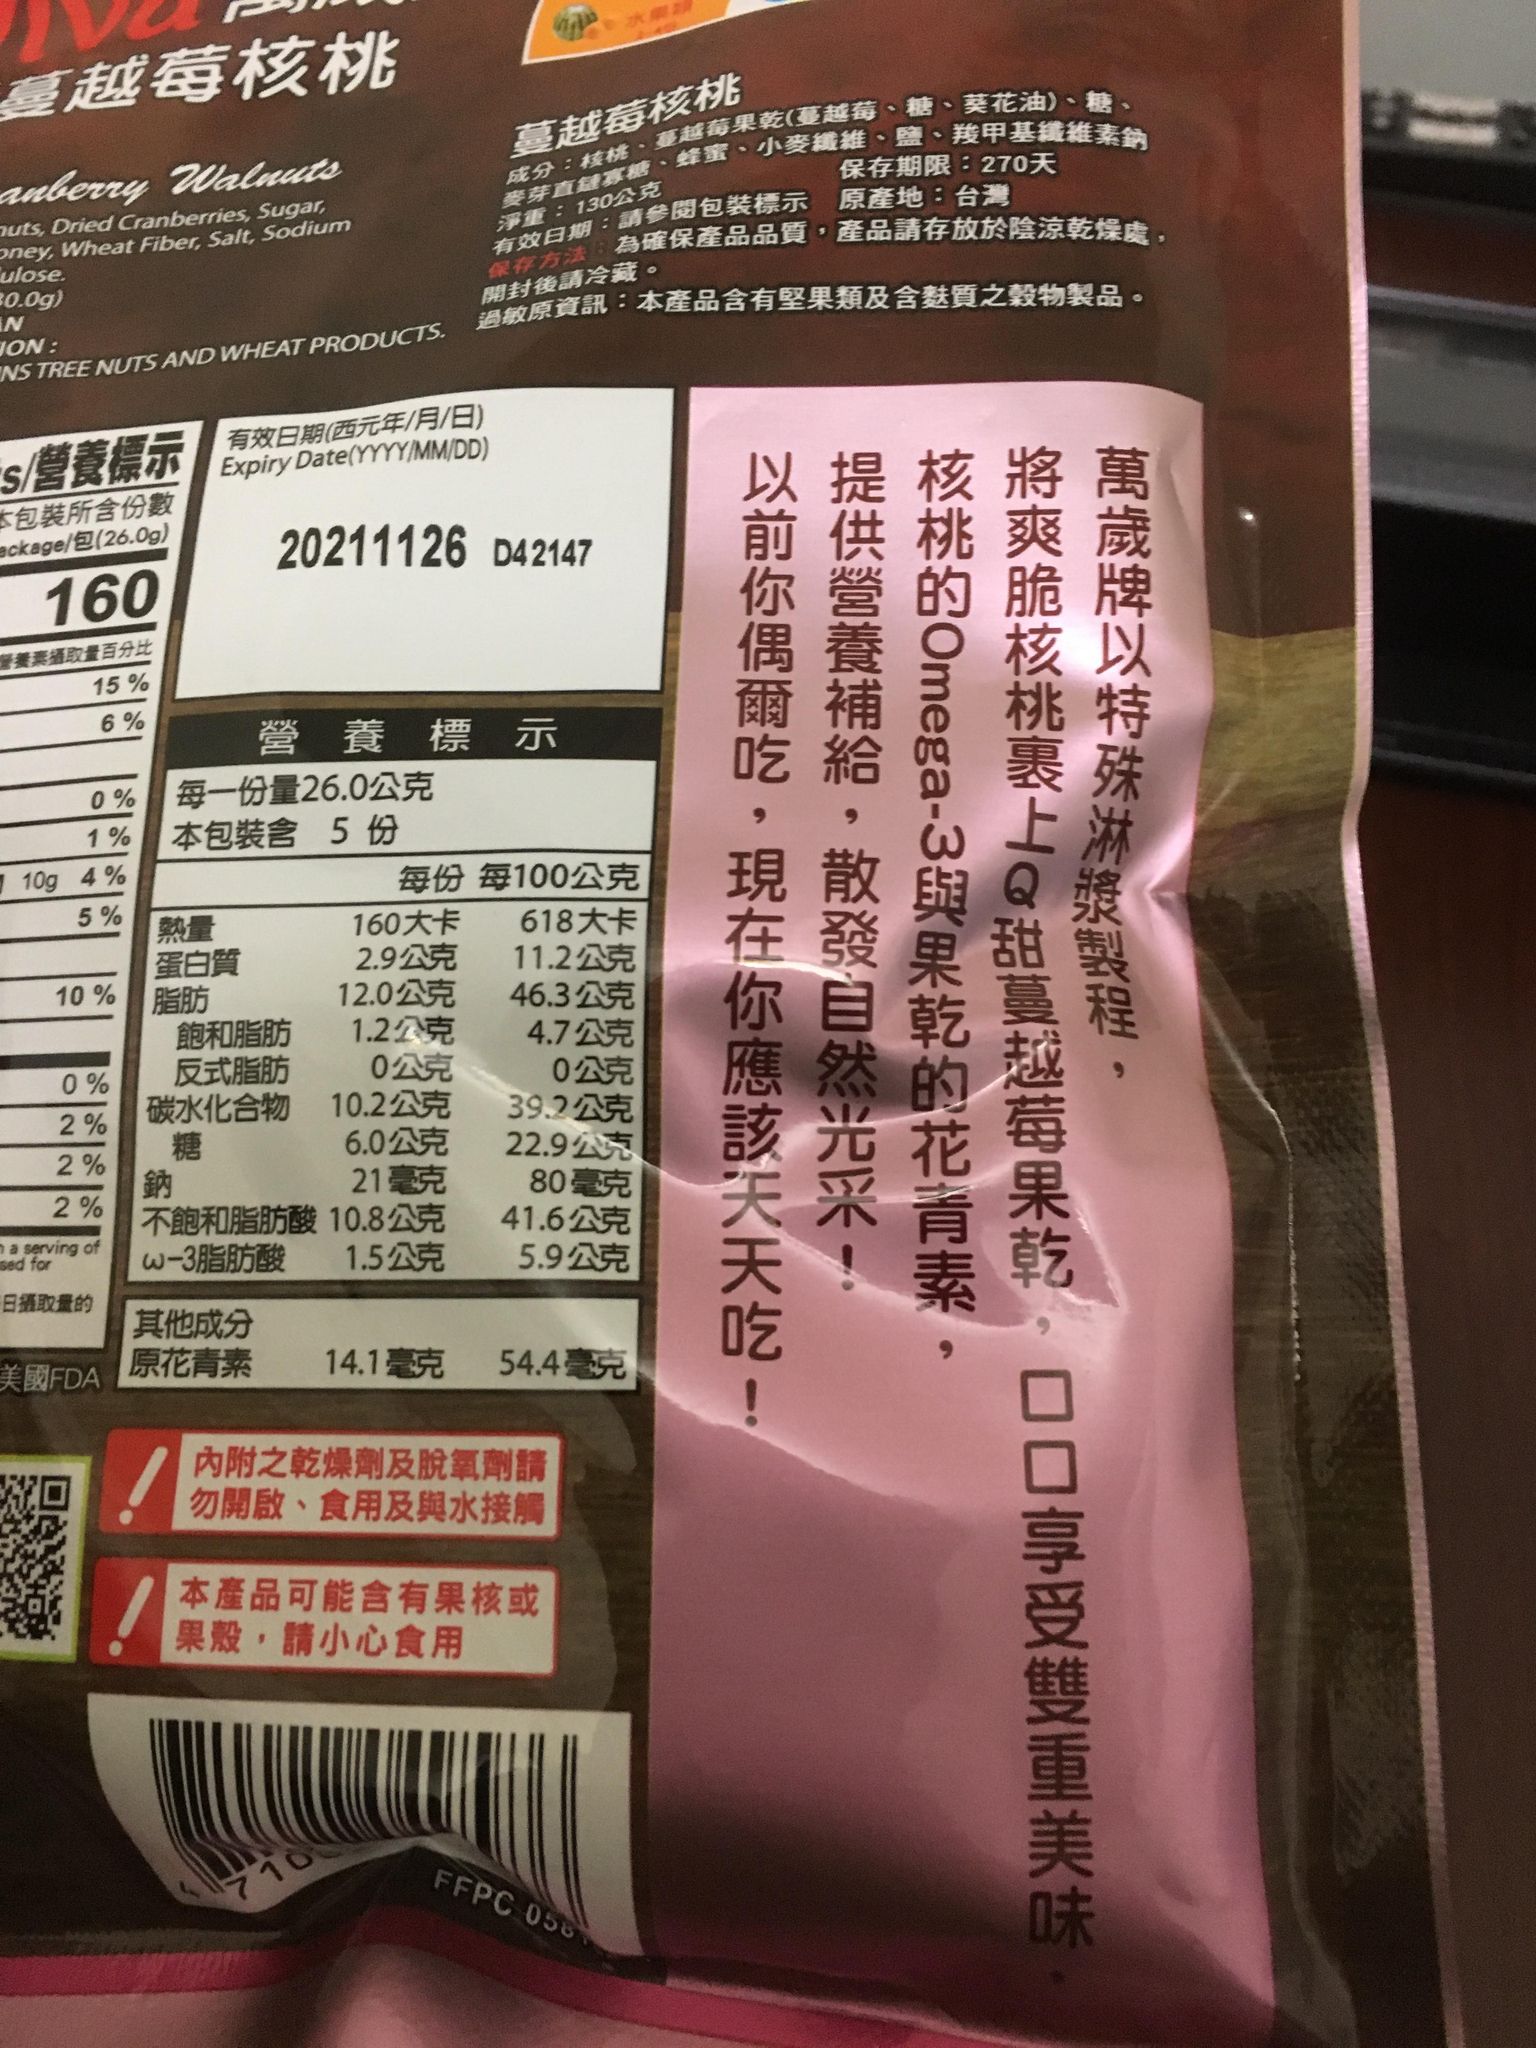 蔓越莓核桃
Walnuts
nuts, Dried Cranberries, Sugar,
Wheat Fiber, Salt, Sodium
INS TREE NUTS AND WHEAT PRODUCTS.
水果
蔓越莓核桃
成分：核桃、蔓越莓果乾(蔓越莓、糖、葵花油)、糖、
麥芽直鏈寡糖、蜂蜜、小麥纖維、鹽、羧甲基纖維素鈉
淨重：130公克 保存期限：270天
有效日期：請參閱包裝標示 原產地：台灣
保存方法：為確保產品品質，產品請存放於陰涼乾燥處，
開封後請冷藏。
過敏原資訊：本產品含有堅果類及含麩質之穀物製品。
s/營養標示
本包裝所含份數
ackage/包(26.0g)
160
營養素攝取量百分比
15 %
6 %
0 %
1 %
10g 4 %
5 %
10 %
0 %
2 %
2 %
2 %
a serving of
sed for
日攝取量的
美國FDA
有效日期(西元年/月/日)
Expiry Date(YYYY/MM/DD)
20211126 D42147
營養標示
每一份量26.0公克
本包裝含 5 份
每份 每100公克
熱量 160大卡 618大卡
蛋白質 2.9公克 11.2公克
脂肪 12.0公克 46.3公克
飽和脂肪 1.2公克 4.7公克
反式脂肪 0公克 0公克
碳水化合物 10.2公克 39.2公克
糖 6.0公克 22.9公克
鈉 21毫克 80毫克
不飽和脂肪酸 10.8公克 41.6公克
ω-3脂肪酸 1.5公克 5.9公克
其他成分
原花青素 14.1毫克 54.4毫克
內附之乾燥劑及脫氧劑請
勿開啟、食用及與水接觸
本產品可能含有果核或
果殼，請小心食用
710
FFPC 058
萬歲牌以特殊淋漿製程，
將爽脆核桃裹上Q甜蔓越莓果乾，口口享受雙重美味．
核桃的Omega-3與果乾的花青素，
提供營養補給，散發自然光采！
以前你偶爾吃，現在你應該天天吃！